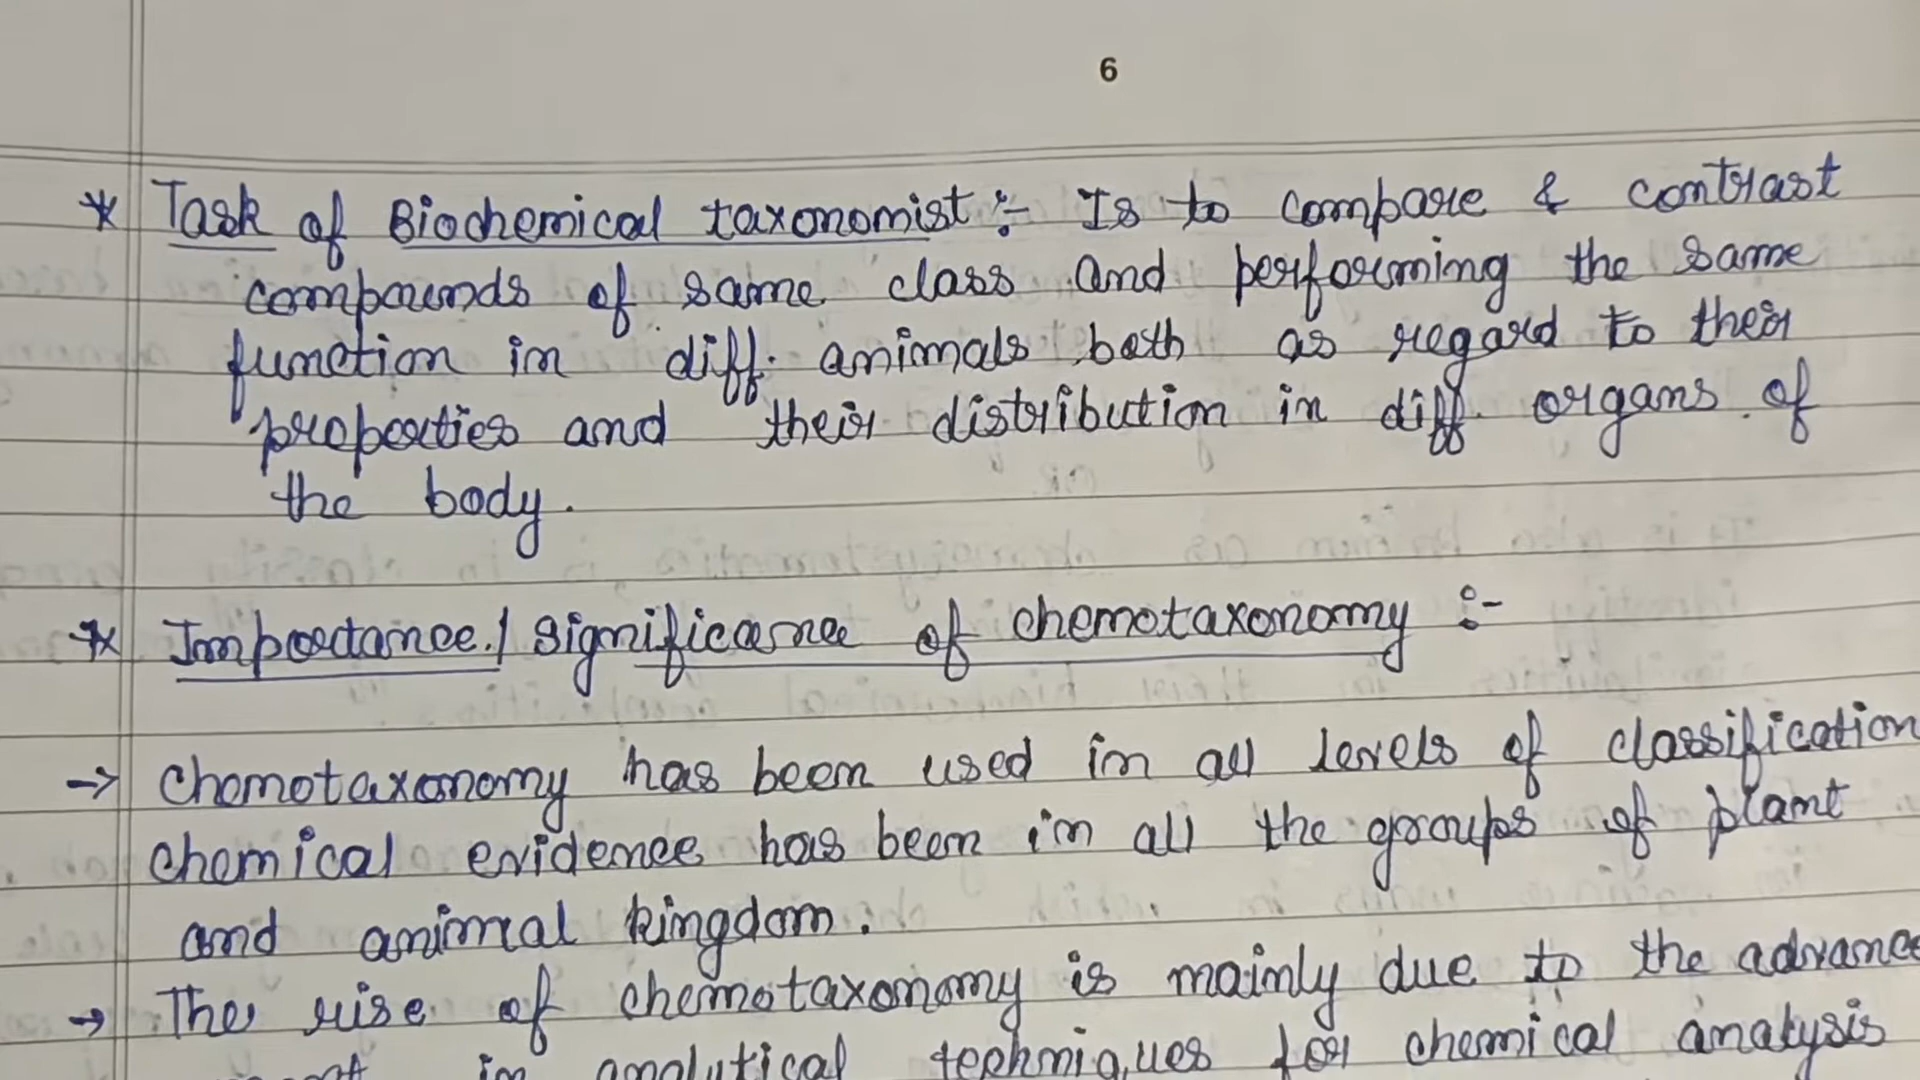 6
* Task of Biochemical taxonomist :- Is to compare & contrast
compounds of same class and performing the same
function in diff. animals both as regard to their
properties and their distribution in diff. organs of
the body.
* Importance / significance of chemotaxonomy :-
→ Chemotaxonomy has been used in all levels of classification
chemical evidence has been in all the groups of plant
and animal kingdom.
→ The rise of chemotaxonomy is mainly due to the advance
in analytical techniques for chemical analysis